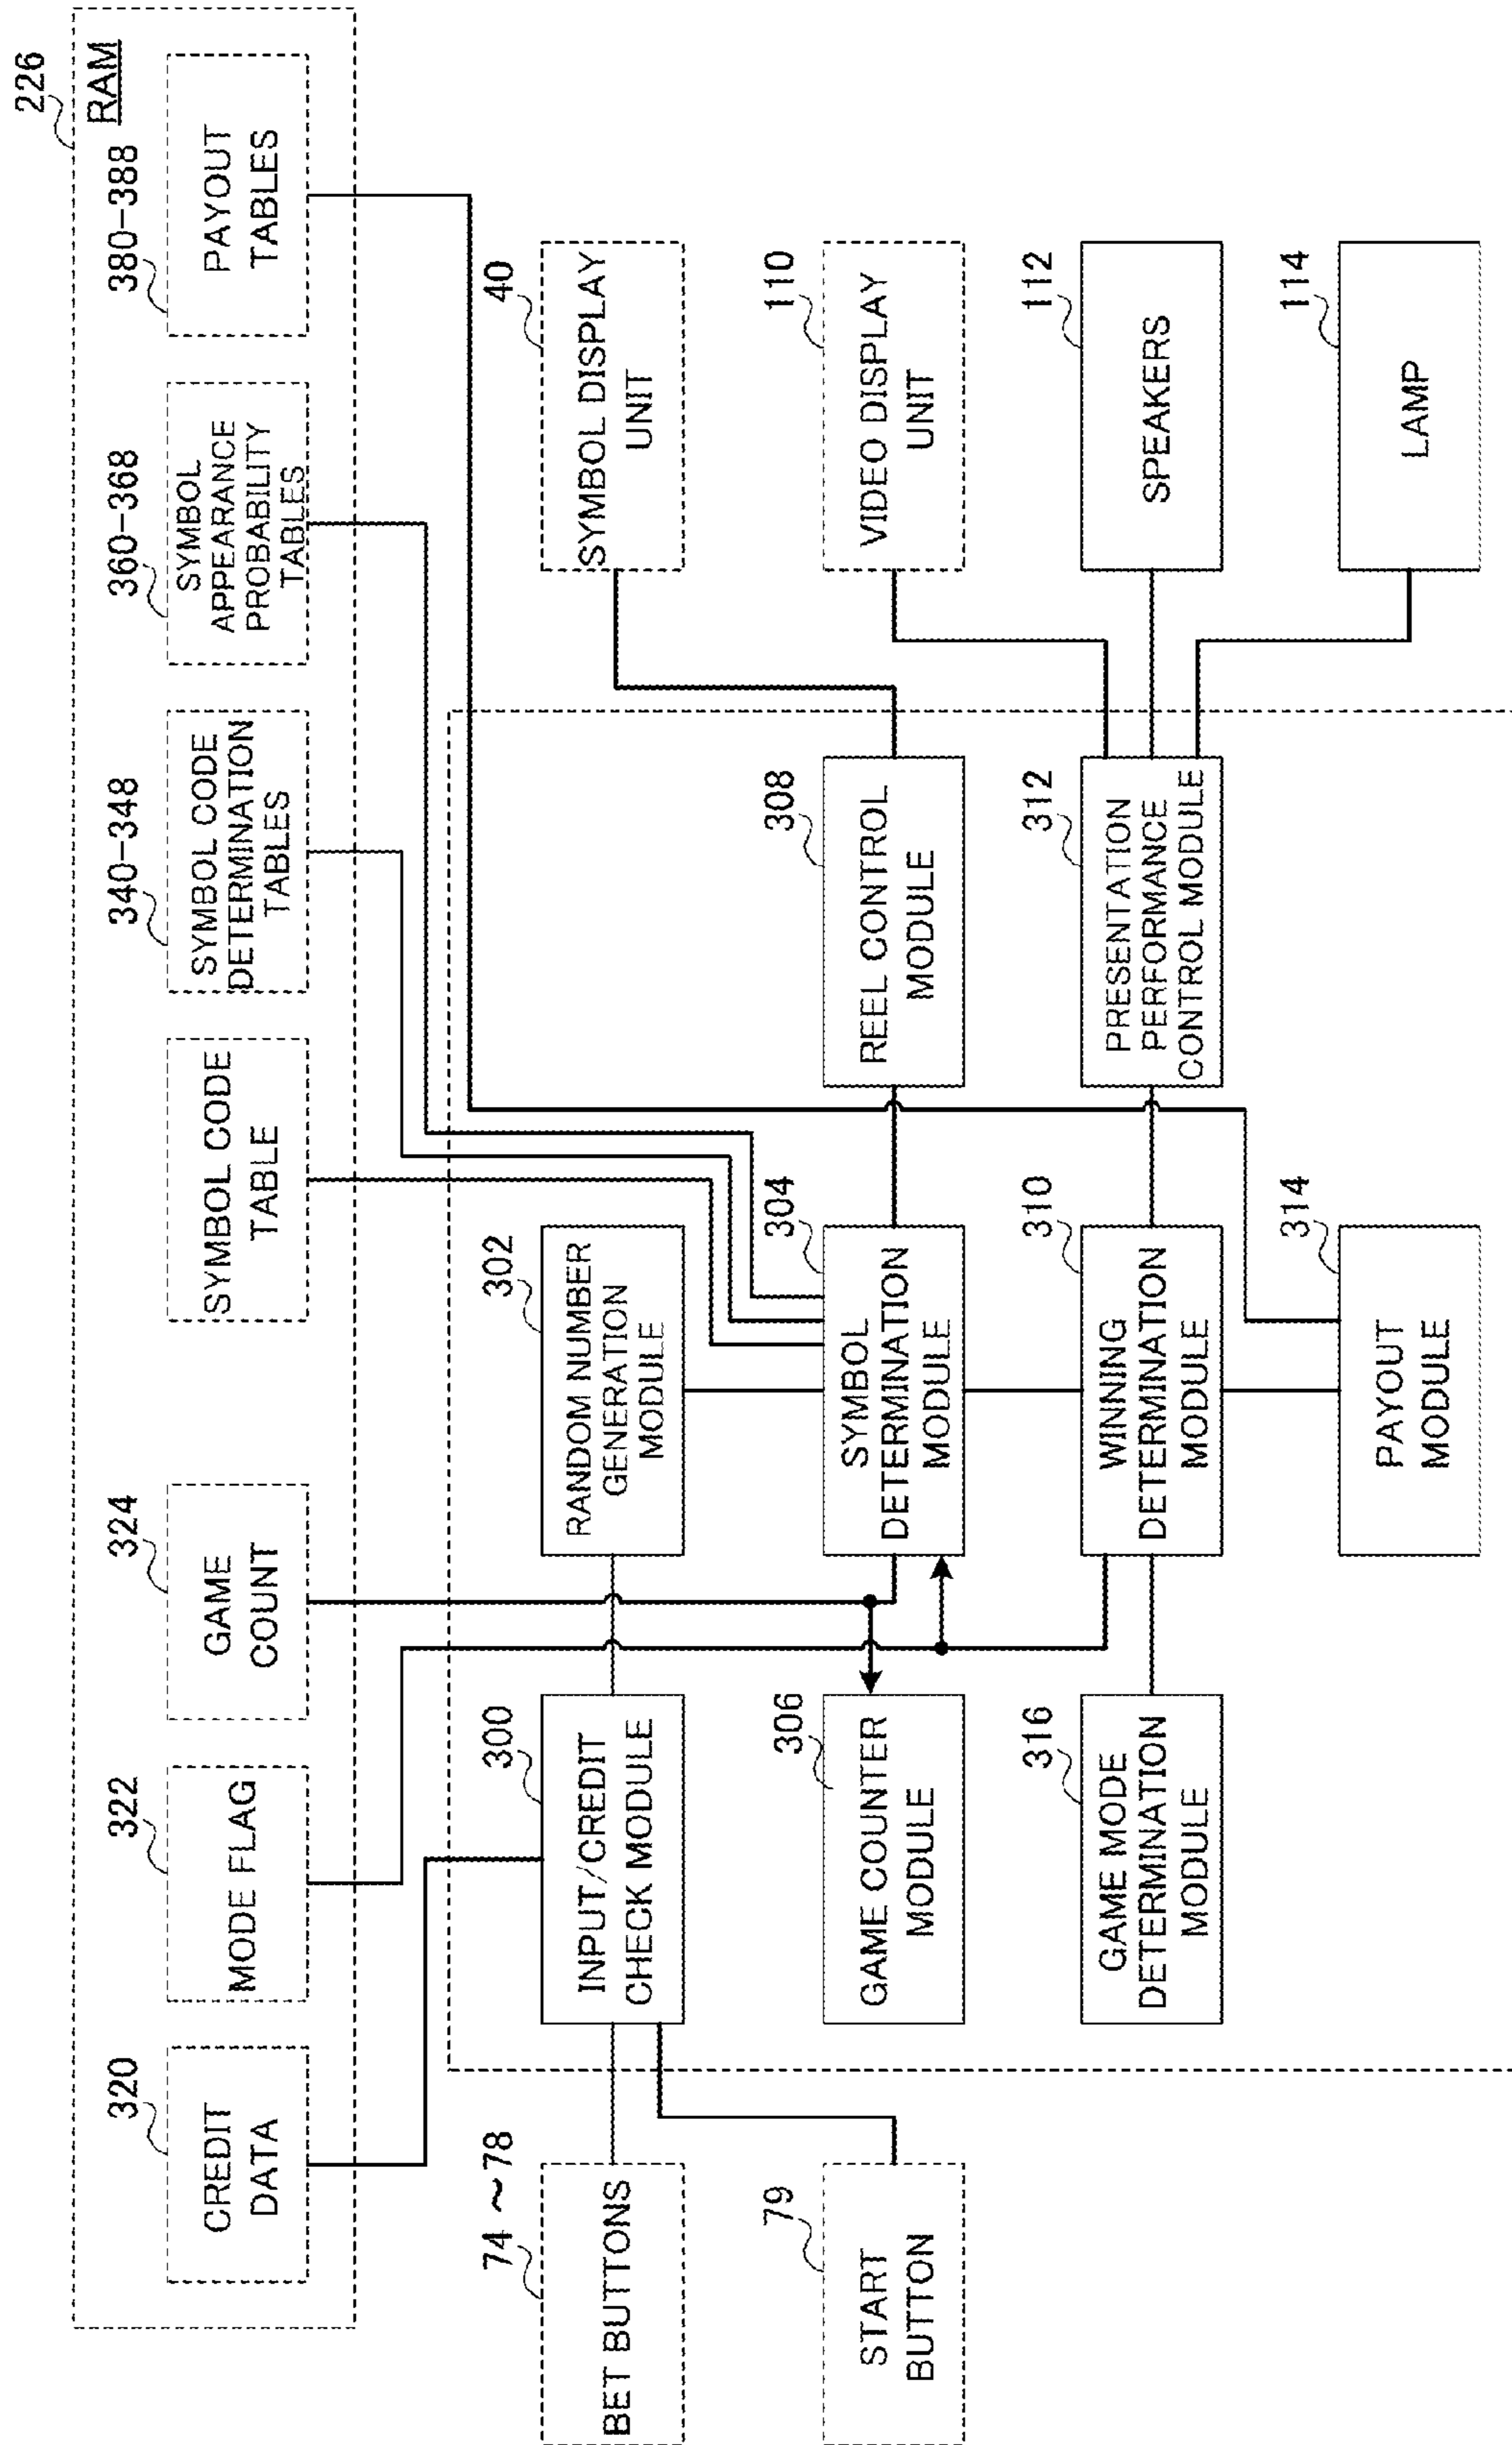 226
RAM
320
CREDIT
DATA
322
MODE FLAG
324
GAME
COUNT
SYMBOL CODE
TABLE
340-348
SYMBOL CODE
DETERMINATION
TABLES
360-368
SYMBOL
APPEARANCE
PROBABILITY
TABLES
380-388
PAYOUT
TABLES
74 ~ 78
BET BUTTONS
300
INPUT/CREDIT
CHECK MODULE
302
RANDOM NUMBER
GENERATION
MODULE
40
SYMBOL DISPLAY
UNIT
79
START
BUTTON
306
GAME COUNTER
MODULE
304
SYMBOL
DETERMINATION
MODULE
308
REEL CONTROL
MODULE
110
VIDEO DISPLAY
UNIT
316
GAME MODE
DETERMINATION
MODULE
310
WINNING
DETERMINATION
MODULE
312
PRESENTATION
PERFORMANCE
CONTROL MODULE
112
SPEAKERS
314
PAYOUT
MODULE
114
LAMP